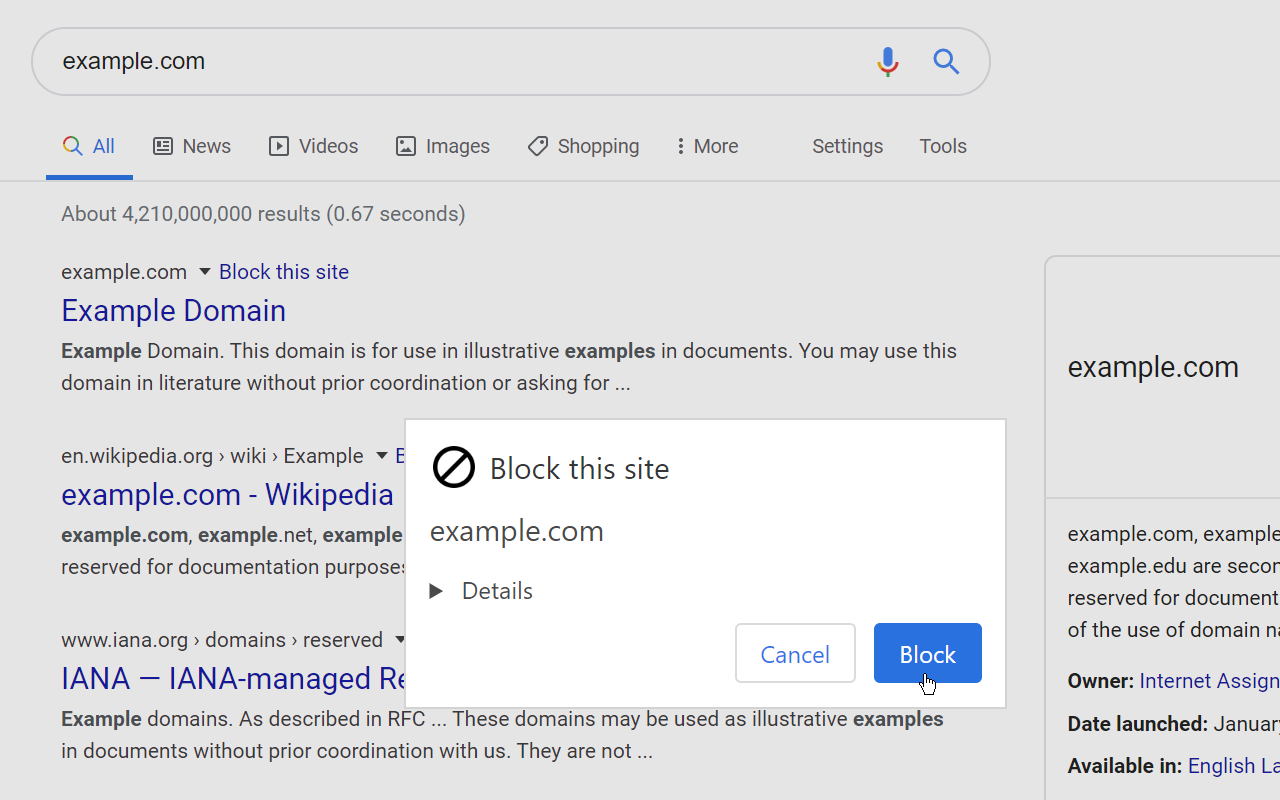 example.com
All News Videos Images Shopping More Settings Tools
About 4,210,000,000 results (0.67 seconds)
example.com Block this site
Example Domain
Example Domain. This domain is for use in illustrative examples in documents. You may use this
domain in literature without prior coordination or asking for ...
en.wikipedia.org › wiki › Example
example.com - Wikipedia
example.com, example.net, example
reserved for documentation purposes
www.iana.org › domains › reserved
IANA — IANA-managed Re
Example domains. As described in RFC ... These domains may be used as illustrative examples
in documents without prior coordination with us. They are not ...
Block this site
example.com
Details
Cancel Block
example.com
example.com, example
example.edu are secon
reserved for document
of the use of domain na
Owner: Internet Assign
Date launched: January
Available in: English La